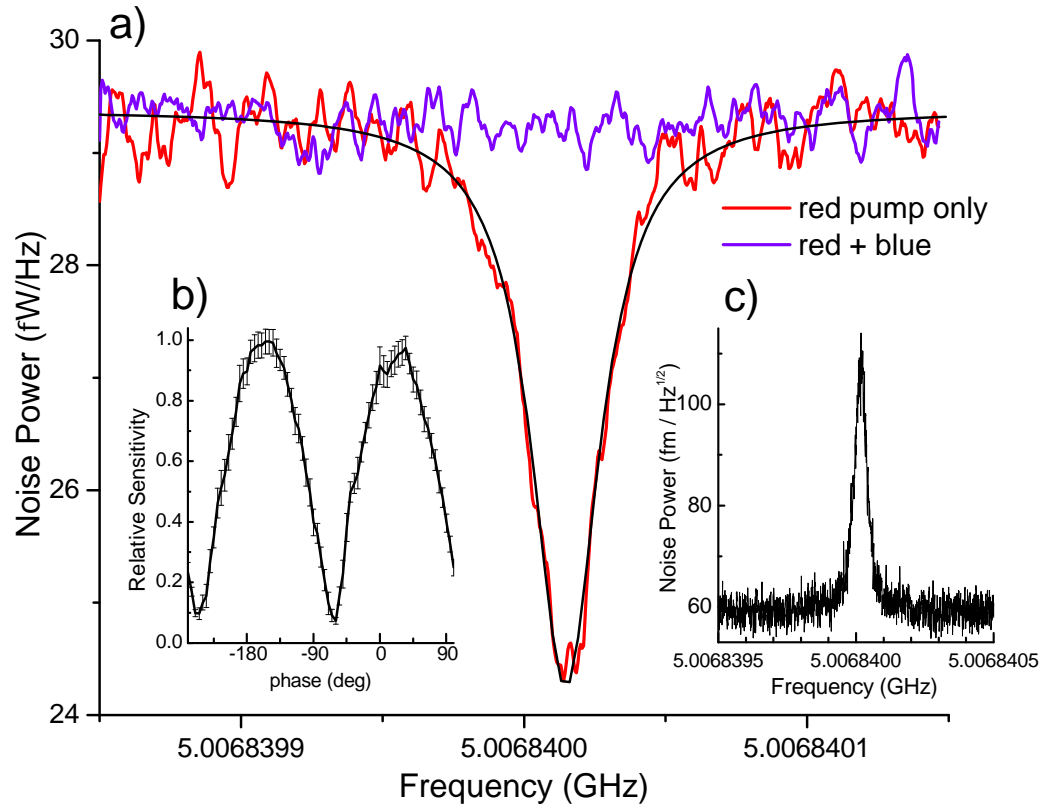 a)
30
28
26
24
Noise Power (fW/Hz)
5.0068399
5.0068400
5.0068401
Frequency (GHz)
red pump only
red + blue
b)
1.0
0.8
0.6
0.4
0.2
0.0
Relative Sensitivity
-180
-90
0
90
phase (deg)
c)
100
80
60
Noise Power (fm / Hz^1/2)
5.0068395
5.0068400
5.0068405
Frequency (GHz)